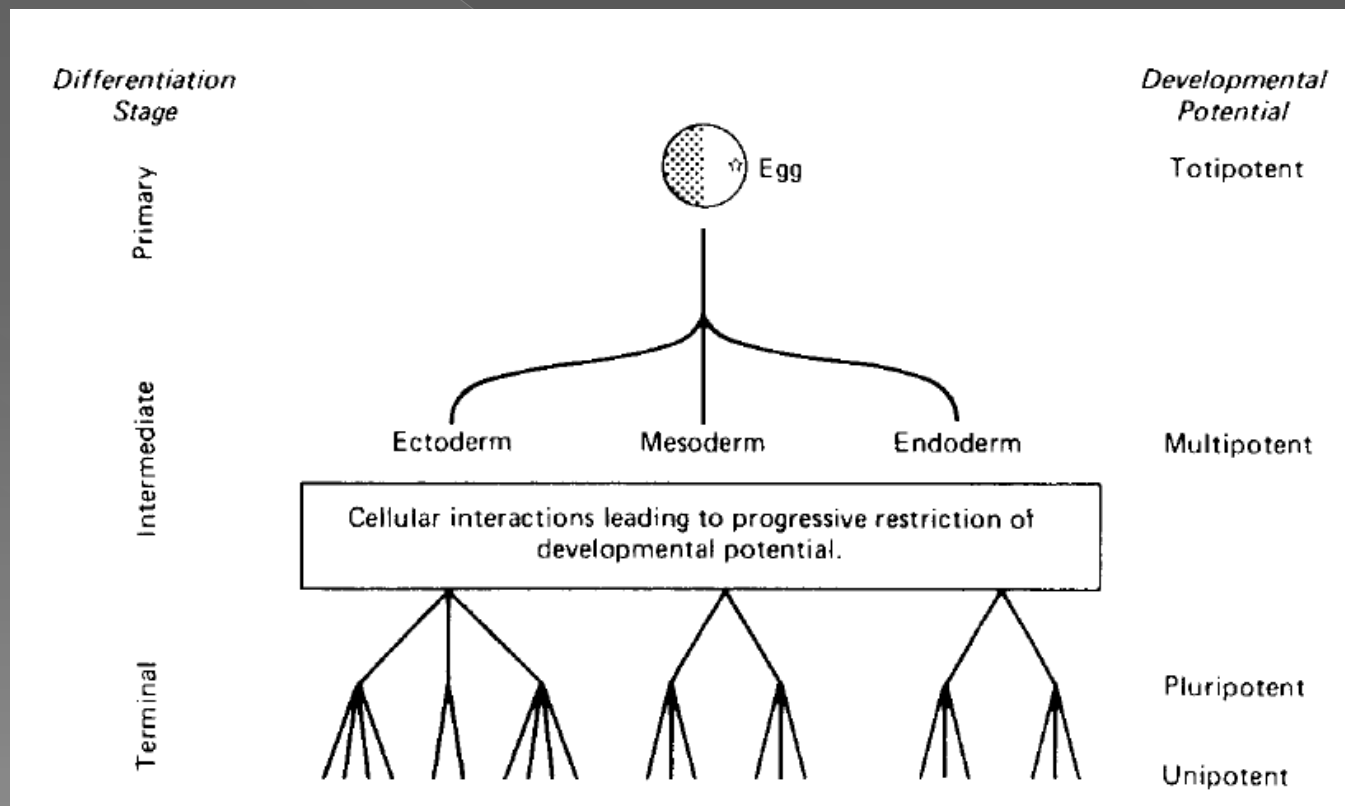 Differentiation
Stage
Developmental
Potential
Primary
Egg
Totipotent
Intermediate
Ectoderm
Mesoderm
Endoderm
Multipotent
Cellular interactions leading to progressive restriction of
developmental potential.
Terminal
Pluripotent
Unipotent